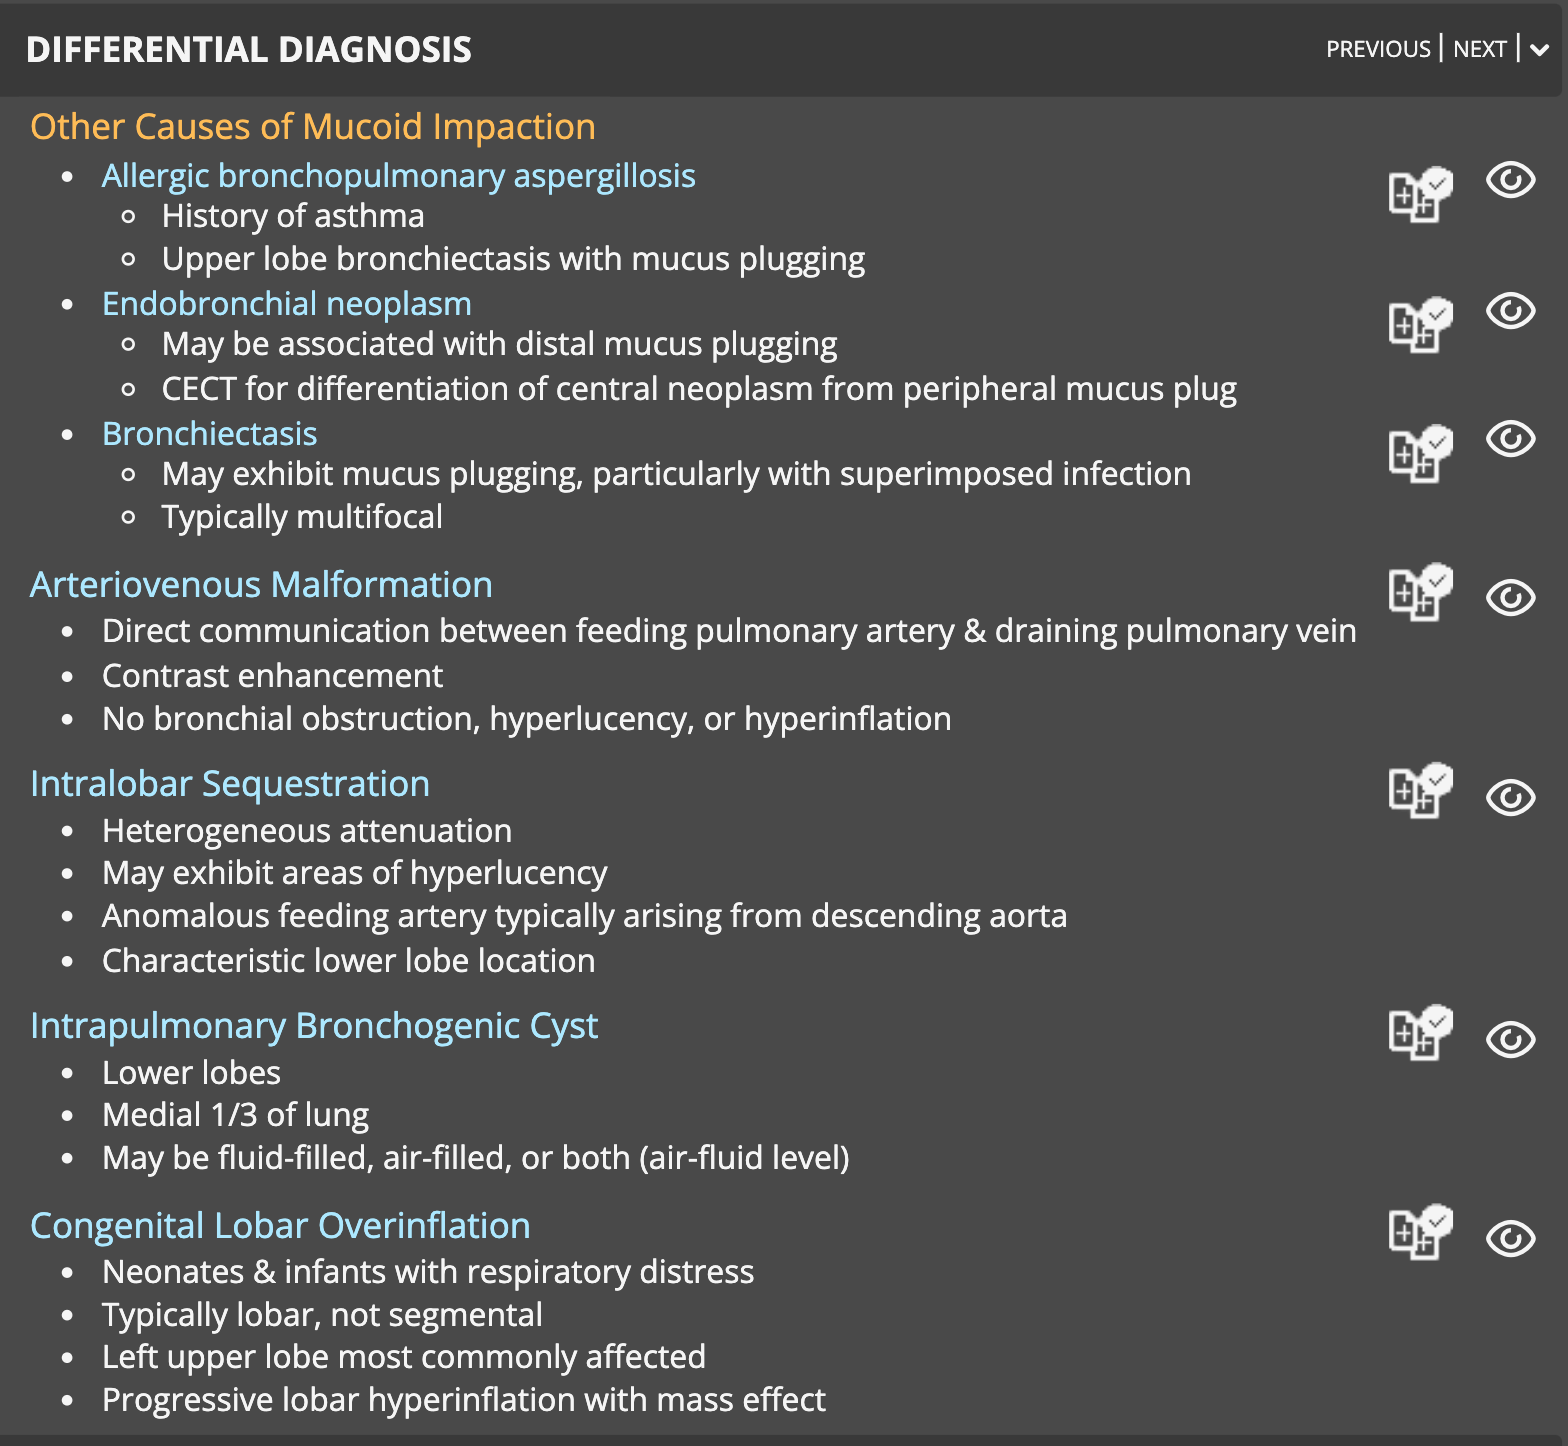 DIFFERENTIAL DIAGNOSIS
PREVIOUS | NEXT |
Other Causes of Mucoid Impaction
• Allergic bronchopulmonary aspergillosis
◦ History of asthma
◦ Upper lobe bronchiectasis with mucus plugging
• Endobronchial neoplasm
◦ May be associated with distal mucus plugging
◦ CECT for differentiation of central neoplasm from peripheral mucus plug
• Bronchiectasis
◦ May exhibit mucus plugging, particularly with superimposed infection
◦ Typically multifocal
Arteriovenous Malformation
• Direct communication between feeding pulmonary artery & draining pulmonary vein
• Contrast enhancement
• No bronchial obstruction, hyperlucency, or hyperinflation
Intralobar Sequestration
• Heterogeneous attenuation
• May exhibit areas of hyperlucency
• Anomalous feeding artery typically arising from descending aorta
• Characteristic lower lobe location
Intrapulmonary Bronchogenic Cyst
• Lower lobes
• Medial 1/3 of lung
• May be fluid-filled, air-filled, or both (air-fluid level)
Congenital Lobar Overinflation
• Neonates & infants with respiratory distress
• Typically lobar, not segmental
• Left upper lobe most commonly affected
• Progressive lobar hyperinflation with mass effect